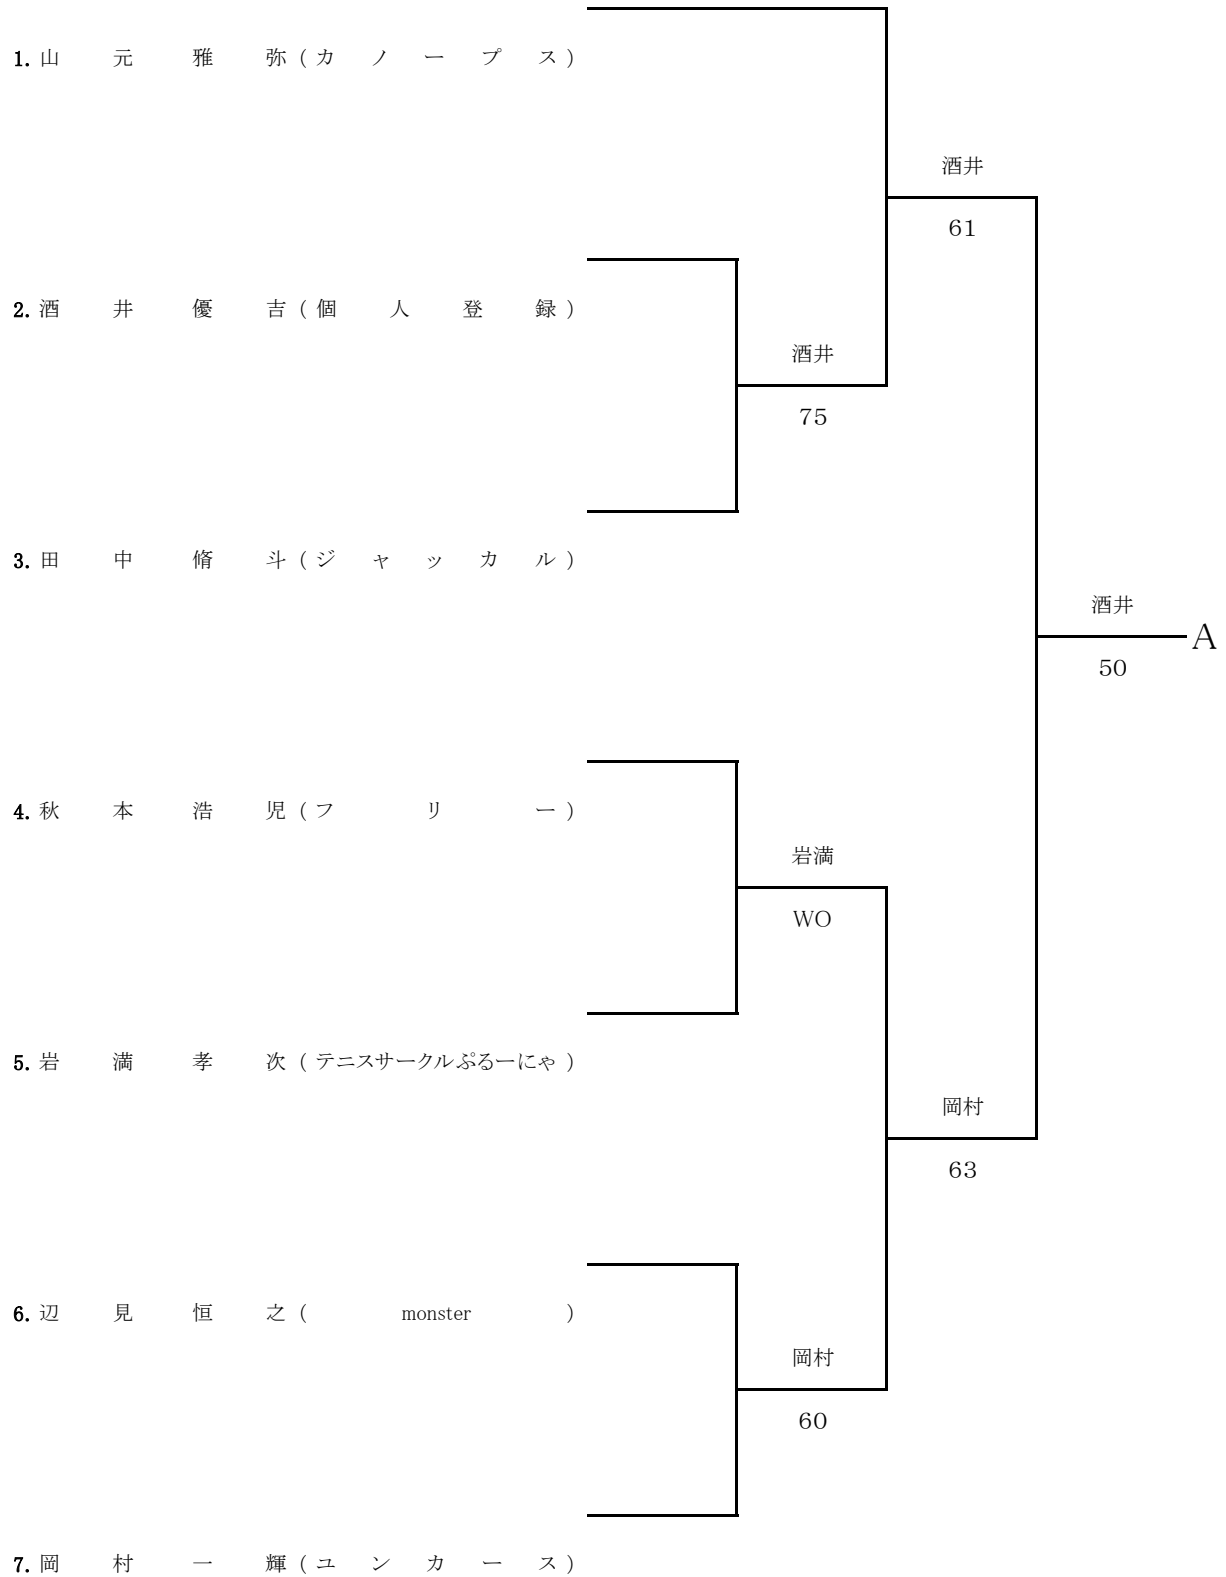 1. 山元雅弥(カノープス)
酒井
61
2. 酒井優吉(個人登録)
酒井
75
3. 田中脩斗(ジャッカル)
酒井
A
50
4. 秋本浩児(フリー)
岩満
WO
5. 岩満孝次(テニスサークルぷるーにゃ)
岡村
63
6. 辺見恒之(monster)
岡村
60
7. 岡村一輝(ユンカース)